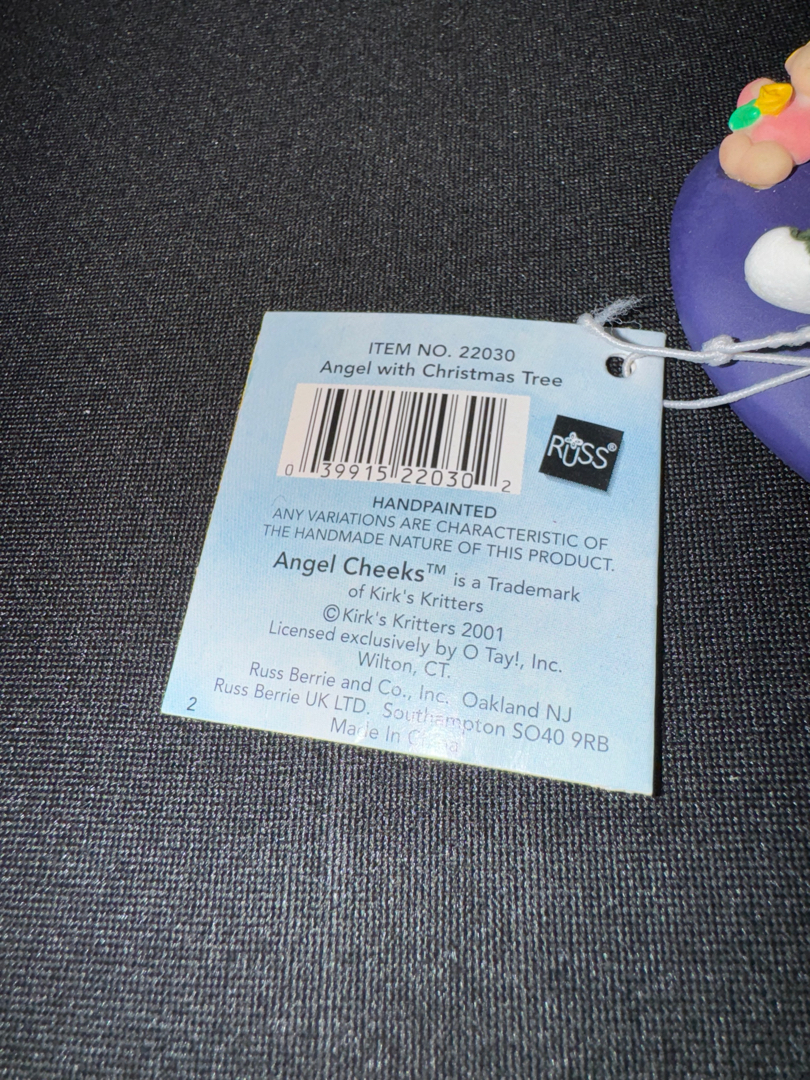 ITEM NO. 22030
Angel with Christmas Tree
0 39915 22030 2
RUSS®
HANDPAINTED
ANY VARIATIONS ARE CHARACTERISTIC OF
THE HANDMADE NATURE OF THIS PRODUCT.
Angel Cheeks™ is a Trademark
of Kirk's Kritters
©Kirk's Kritters 2001
Licensed exclusively by O Tay!, Inc.
Wilton, CT.
Russ Berrie and Co., Inc. Oakland NJ
Russ Berrie UK LTD. Southampton SO40 9RB
Made In China
2